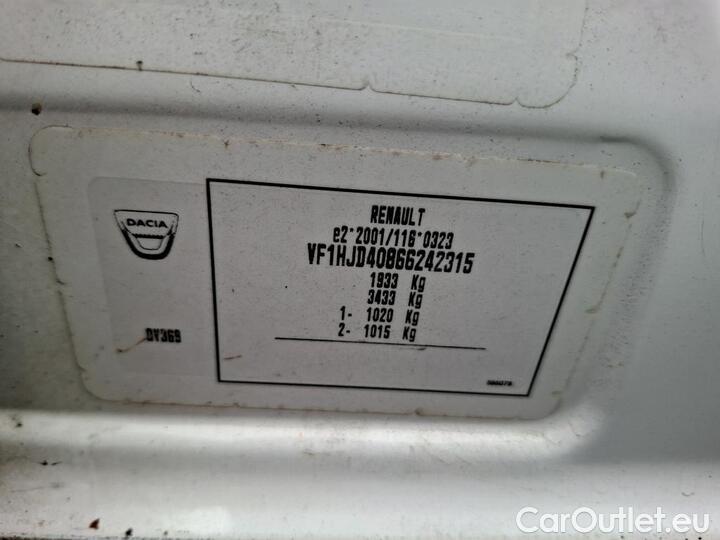 DACIA
RENAULT
e2*2001/116*0323
VF1HJD40866242315
1933 Kg
3433 Kg
1- 1020 Kg
2- 1015 Kg
DV369
CarOutlet.eu